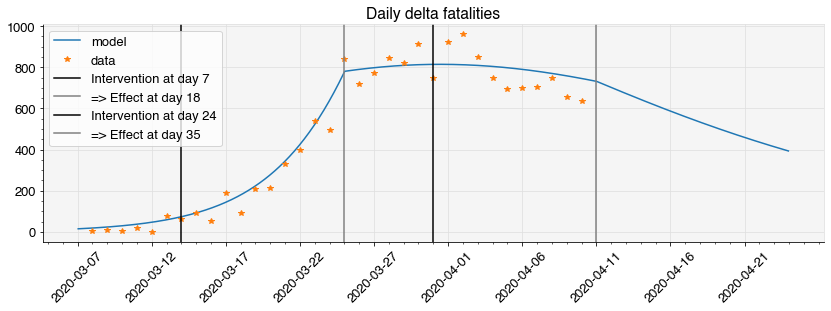 Daily delta fatalities
1000
800
600
400
200
0
model
data
Intervention at day 7
=> Effect at day 18
Intervention at day 24
=> Effect at day 35
2020-03-07
2020-03-12
2020-03-17
2020-03-22
2020-03-27
2020-04-01
2020-04-06
2020-04-11
2020-04-16
2020-04-21